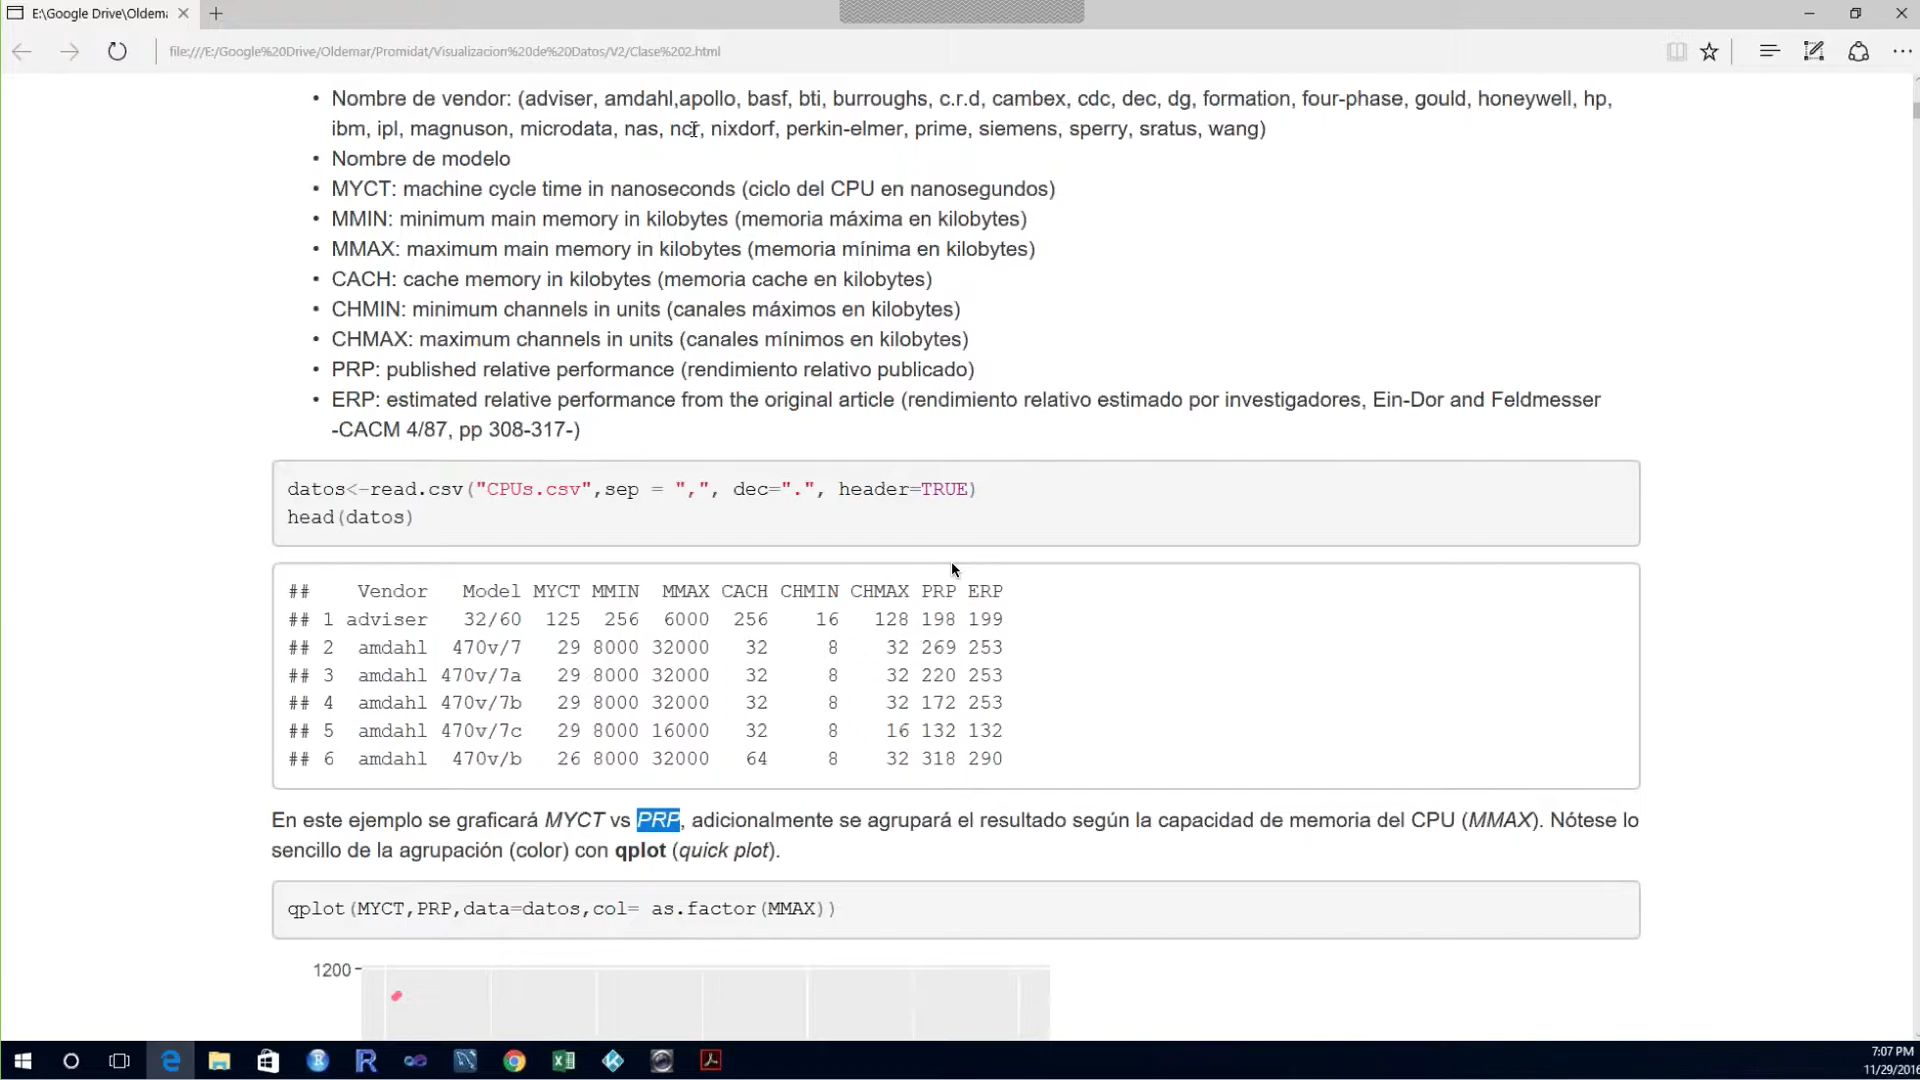 E:\Google Drive\Oldema
file:///E:/Google%20Drive/Oldemar/Promidat/Visualizacion%20de%20Datos/V2/Clase%202.html
• Nombre de vendor: (adviser, amdahl,apollo, basf, bti, burroughs, c.r.d, cambex, cdc, dec, dg, formation, four-phase, gould, honeywell, hp,
ibm, ipl, magnuson, microdata, nas, ncr, nixdorf, perkin-elmer, prime, siemens, sperry, sratus, wang)
• Nombre de modelo
• MYCT: machine cycle time in nanoseconds (ciclo del CPU en nanosegundos)
• MMIN: minimum main memory in kilobytes (memoria máxima en kilobytes)
• MMAX: maximum main memory in kilobytes (memoria mínima en kilobytes)
• CACH: cache memory in kilobytes (memoria cache en kilobytes)
• CHMIN: minimum channels in units (canales máximos en kilobytes)
• CHMAX: maximum channels in units (canales mínimos en kilobytes)
• PRP: published relative performance (rendimiento relativo publicado)
• ERP: estimated relative performance from the original article (rendimiento relativo estimado por investigadores, Ein-Dor and Feldmesser
-CACM 4/87, pp 308-317-)
datos<-read.csv("CPUs.csv",sep = ",", dec=".", header=TRUE)
head(datos)
##    Vendor   Model MYCT MMIN  MMAX CACH CHMIN CHMAX PRP ERP
## 1 adviser   32/60  125  256  6000  256    16   128 198 199
## 2  amdahl  470v/7   29 8000 32000   32     8    32 269 253
## 3  amdahl 470v/7a   29 8000 32000   32     8    32 220 253
## 4  amdahl 470v/7b   29 8000 32000   32     8    32 172 253
## 5  amdahl 470v/7c   29 8000 16000   32     8    16 132 132
## 6  amdahl  470v/b   26 8000 32000   64     8    32 318 290
En este ejemplo se graficará MYCT vs PRP, adicionalmente se agrupará el resultado según la capacidad de memoria del CPU (MMAX). Nótese lo
sencillo de la agrupación (color) con qplot (quick plot).
qplot(MYCT,PRP,data=datos,col= as.factor(MMAX))
1200
7:07 PM
11/29/2016